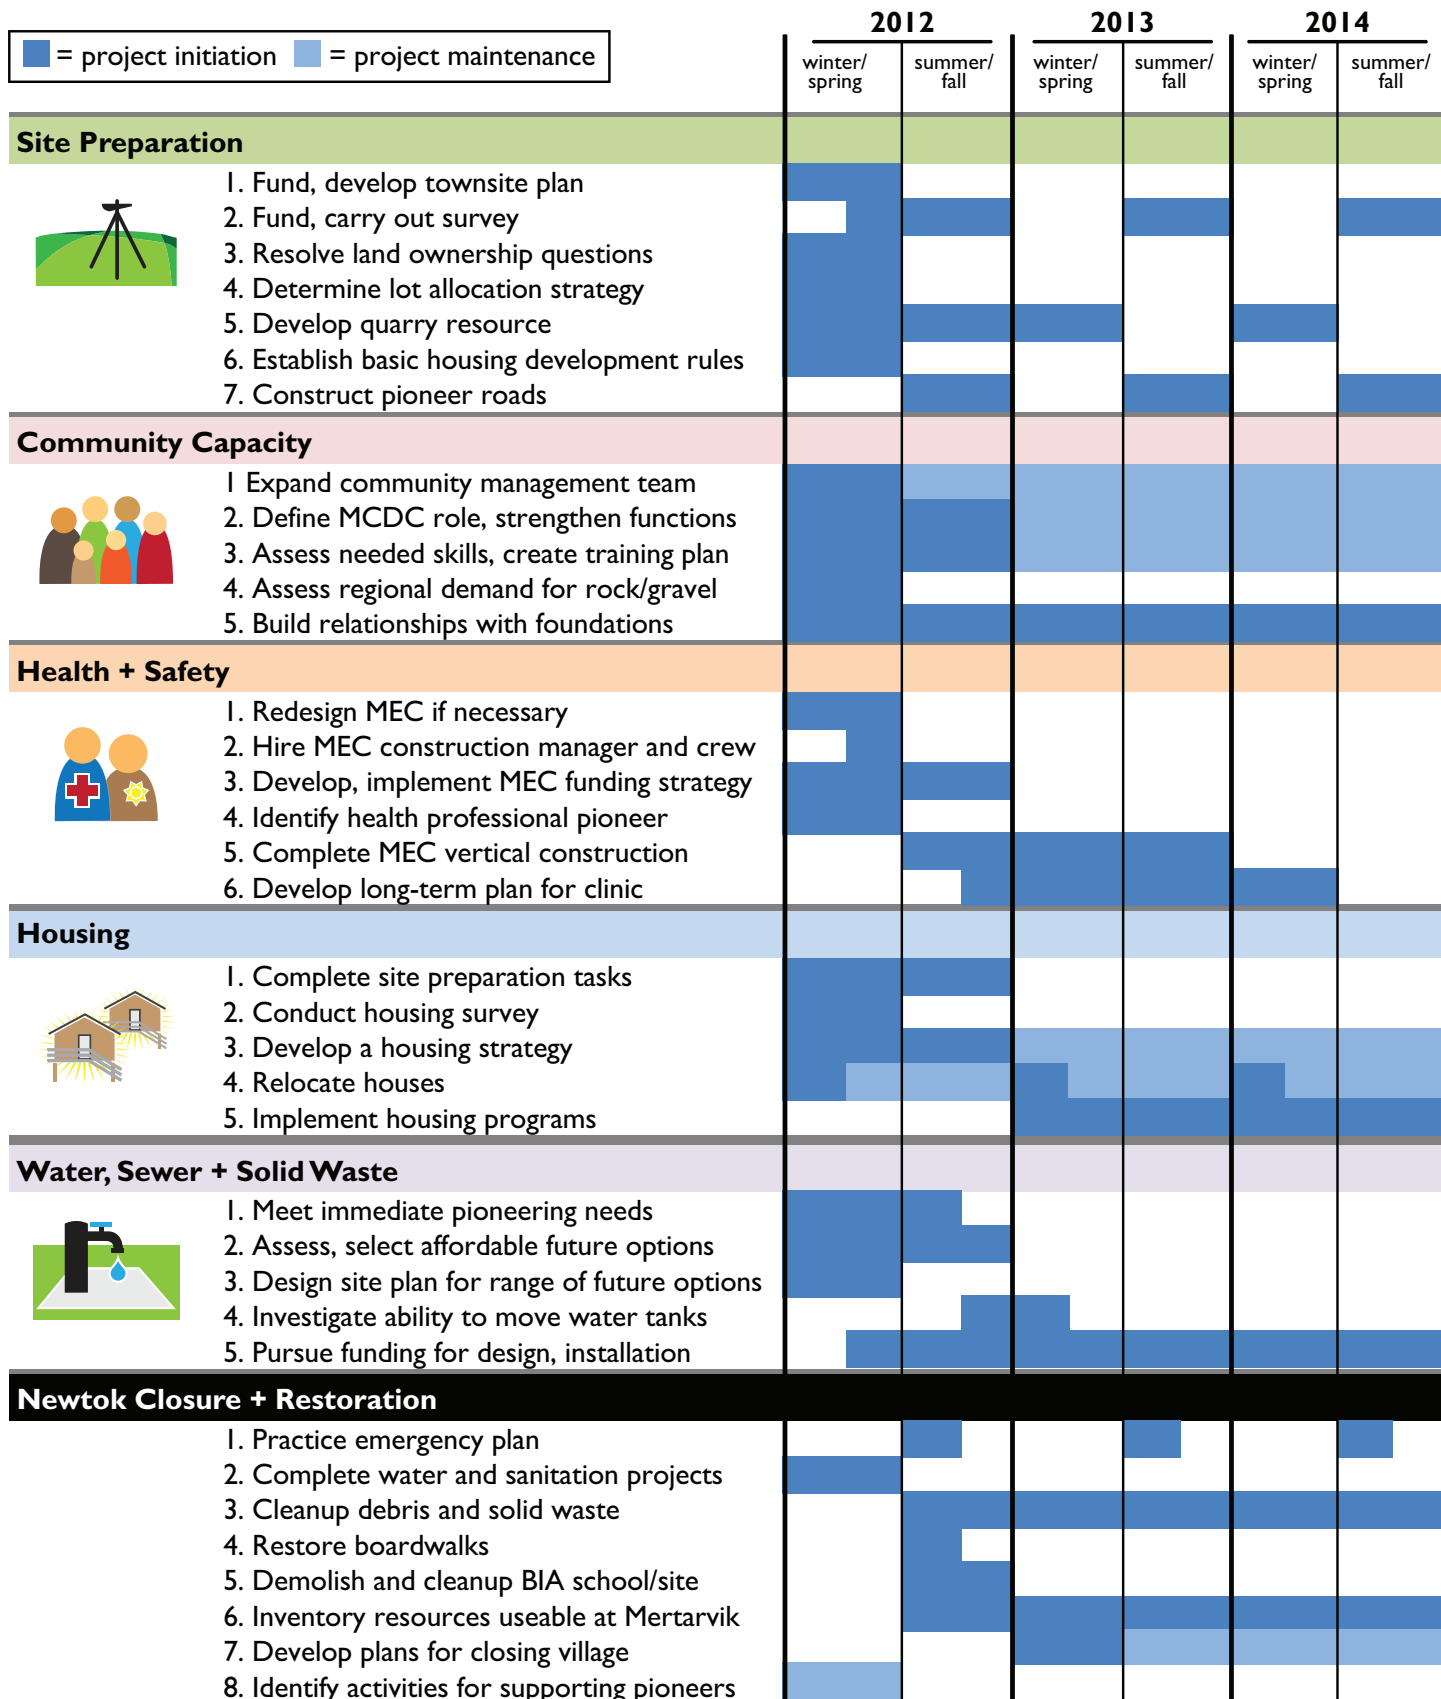 2012 2013 2014
= project initiation = project maintenance
winter/ summer/ winter/ summer/ winter/ summer/
spring fall spring fall spring fall
Site Preparation
1. Fund, develop townsite plan
2. Fund, carry out survey
3. Resolve land ownership questions
4. Determine lot allocation strategy
5. Develop quarry resource
6. Establish basic housing development rules
7. Construct pioneer roads
Community Capacity
1 Expand community management team
2. Define MCDC role, strengthen functions
3. Assess needed skills, create training plan
4. Assess regional demand for rock/gravel
5. Build relationships with foundations
Health + Safety
1. Redesign MEC if necessary
2. Hire MEC construction manager and crew
3. Develop, implement MEC funding strategy
4. Identify health professional pioneer
5. Complete MEC vertical construction
6. Develop long-term plan for clinic
Housing
1. Complete site preparation tasks
2. Conduct housing survey
3. Develop a housing strategy
4. Relocate houses
5. Implement housing programs
Water, Sewer + Solid Waste
1. Meet immediate pioneering needs
2. Assess, select affordable future options
3. Design site plan for range of future options
4. Investigate ability to move water tanks
5. Pursue funding for design, installation
Newtok Closure + Restoration
1. Practice emergency plan
2. Complete water and sanitation projects
3. Cleanup debris and solid waste
4. Restore boardwalks
5. Demolish and cleanup BIA school/site
6. Inventory resources useable at Mertarvik
7. Develop plans for closing village
8. Identify activities for supporting pioneers